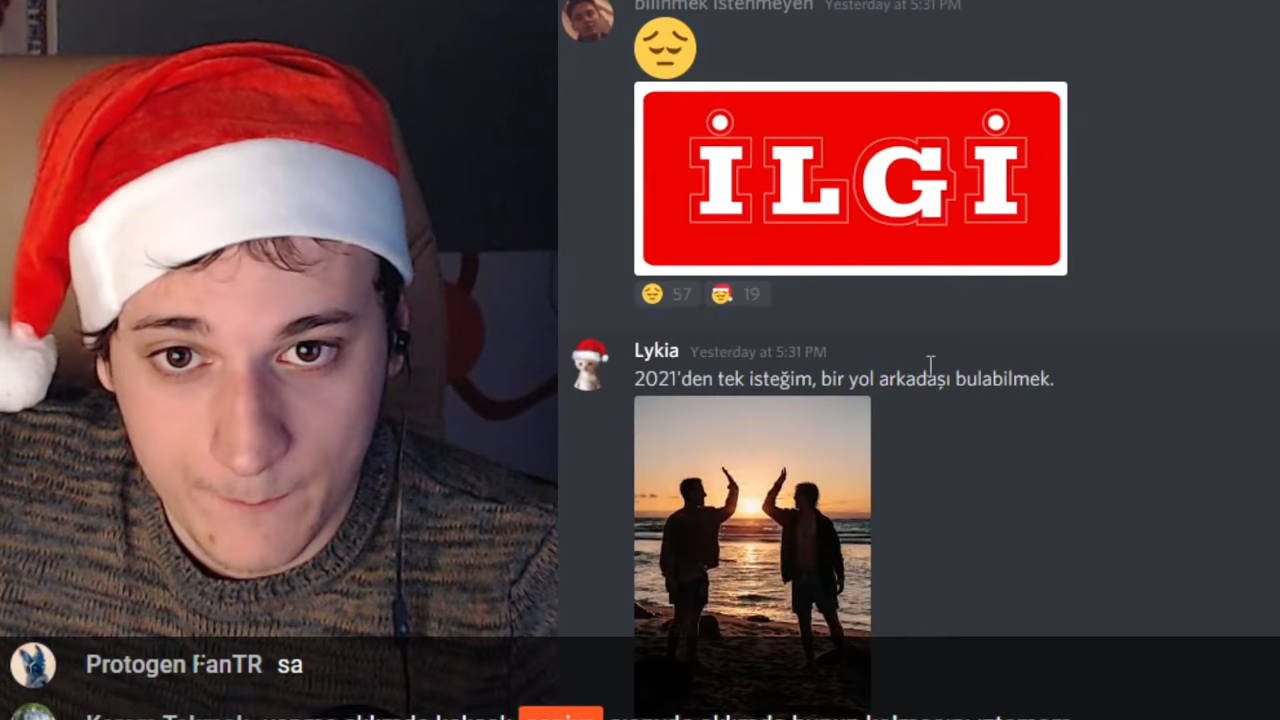 bilinmek istenmeyen Yesterday at 5:31 PM
İLGİ
57 19
Lykia Yesterday at 5:31 PM
2021'den tek isteğim, bir yol arkadaşı bulabilmek.
Protogen FanTR sa